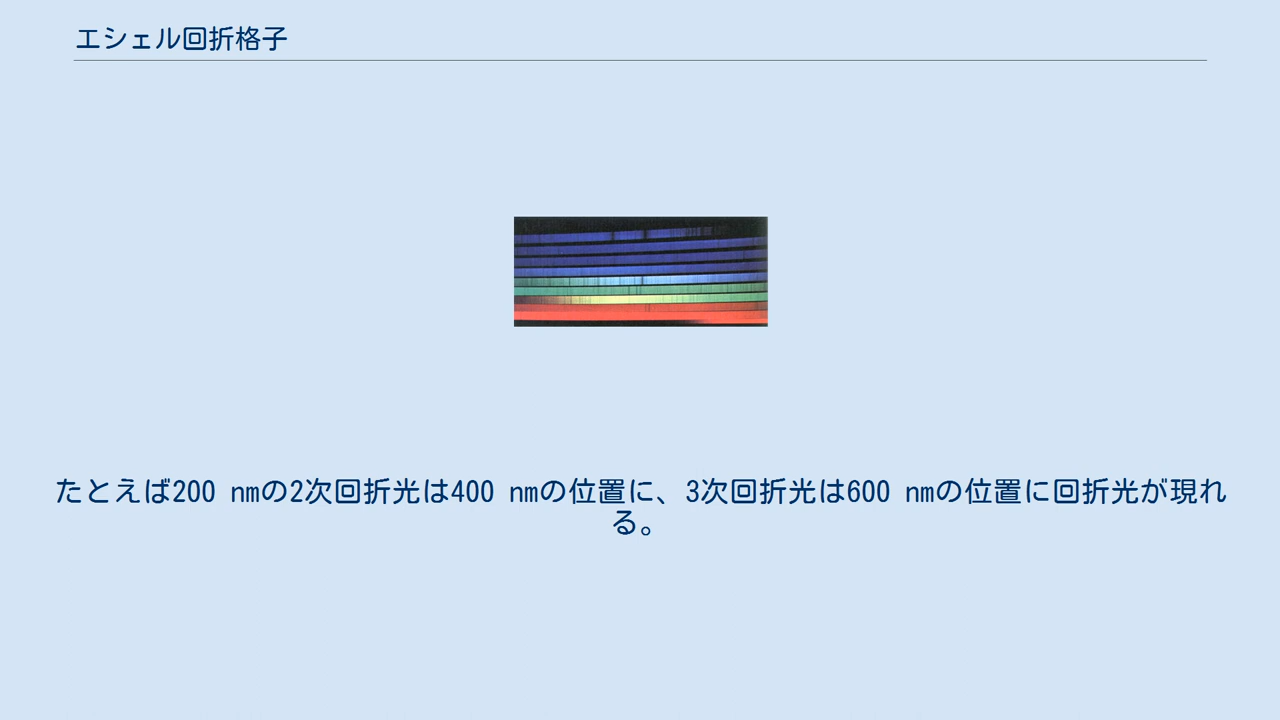 エシェル回折格子
たとえば200 nmの2次回折光は400 nmの位置に、3次回折光は600 nmの位置に回折光が現れ
る。